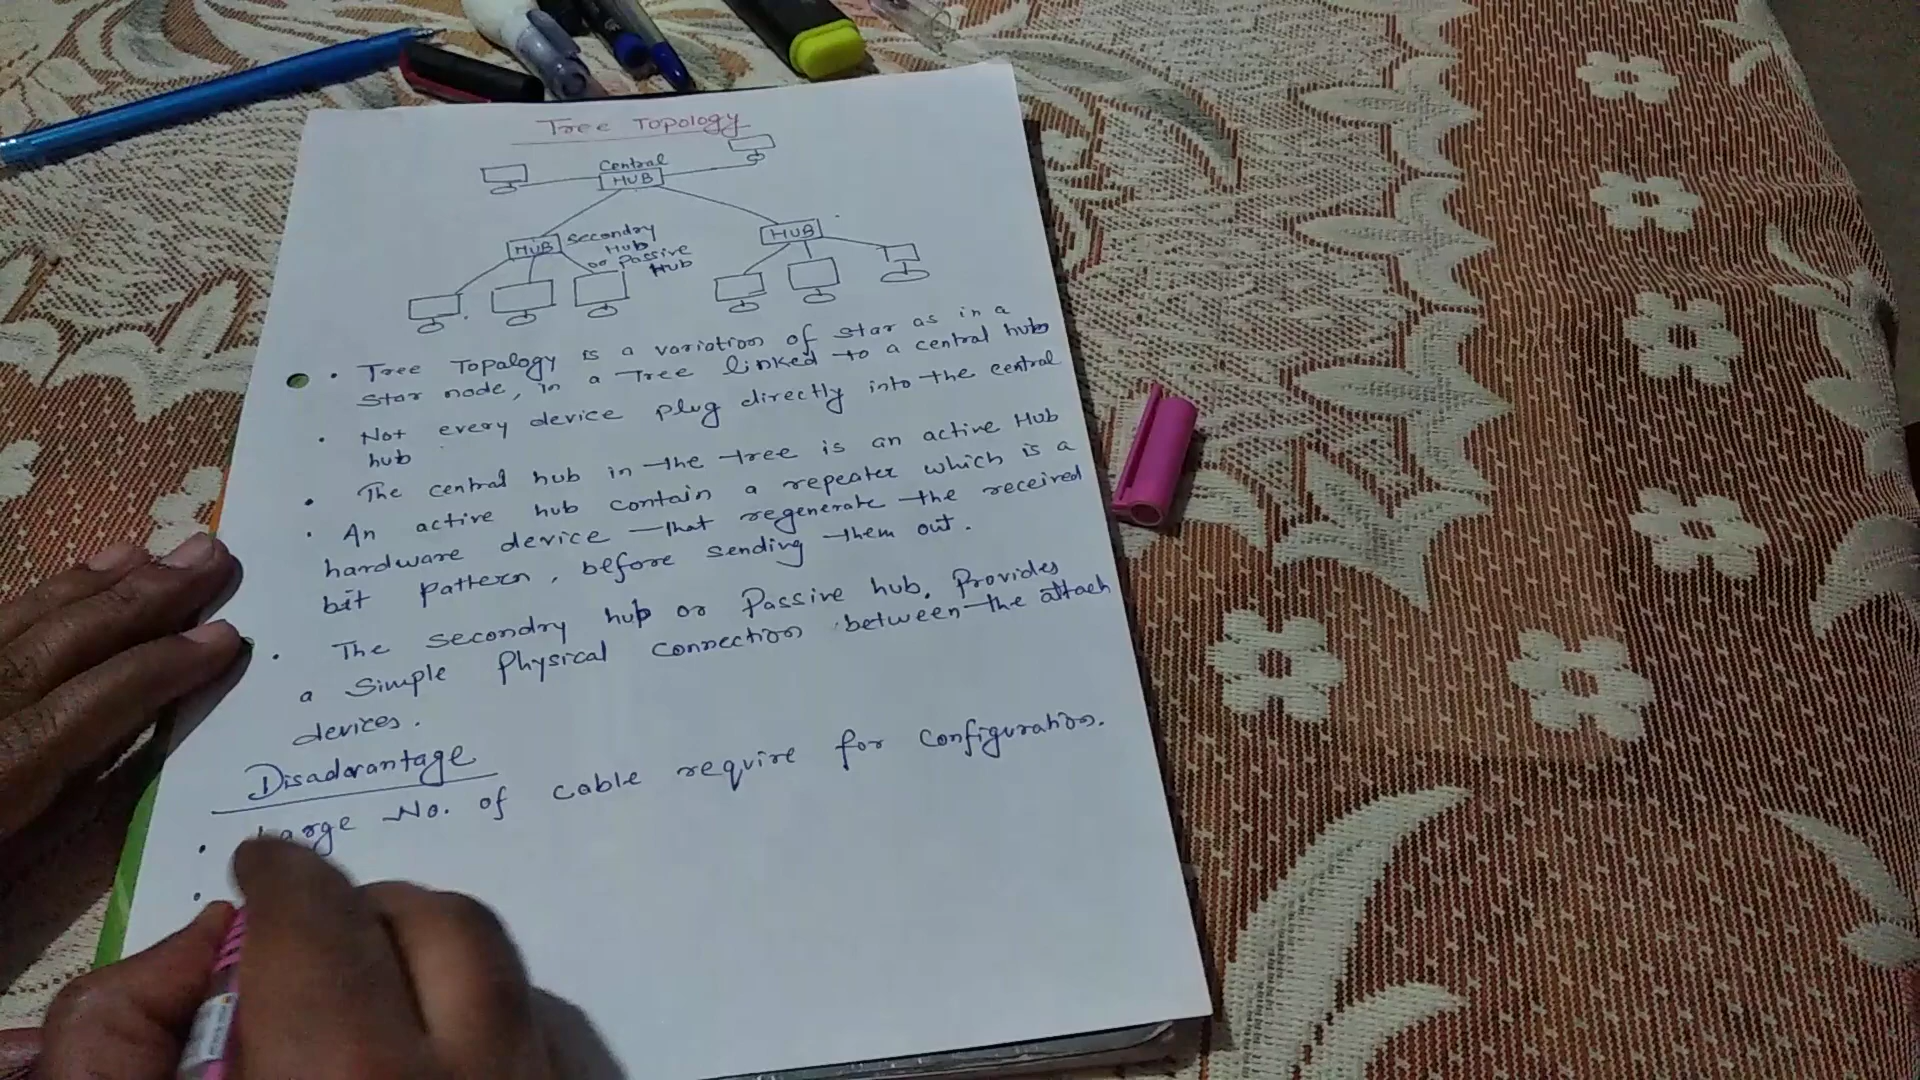 Tree Topology
Central
HUB
HUB
Secondry
Hub
or Passive
Hub
HUB
• Tree Topalogy is a variation of star as in a
star node, in a Tree linked to a central hub
• Not every device plug directly into the central
hub
• The central hub in the tree is an active Hub
• An active hub contain a repeater which is a
hardware device that regenerate the received
bit pattern, before sending them out.
• The secondry hub or Passive hub. Provides
a Simple Physical connection between the attach
devices.
Disadvantage
• Large No. of cable require for configuration.
•